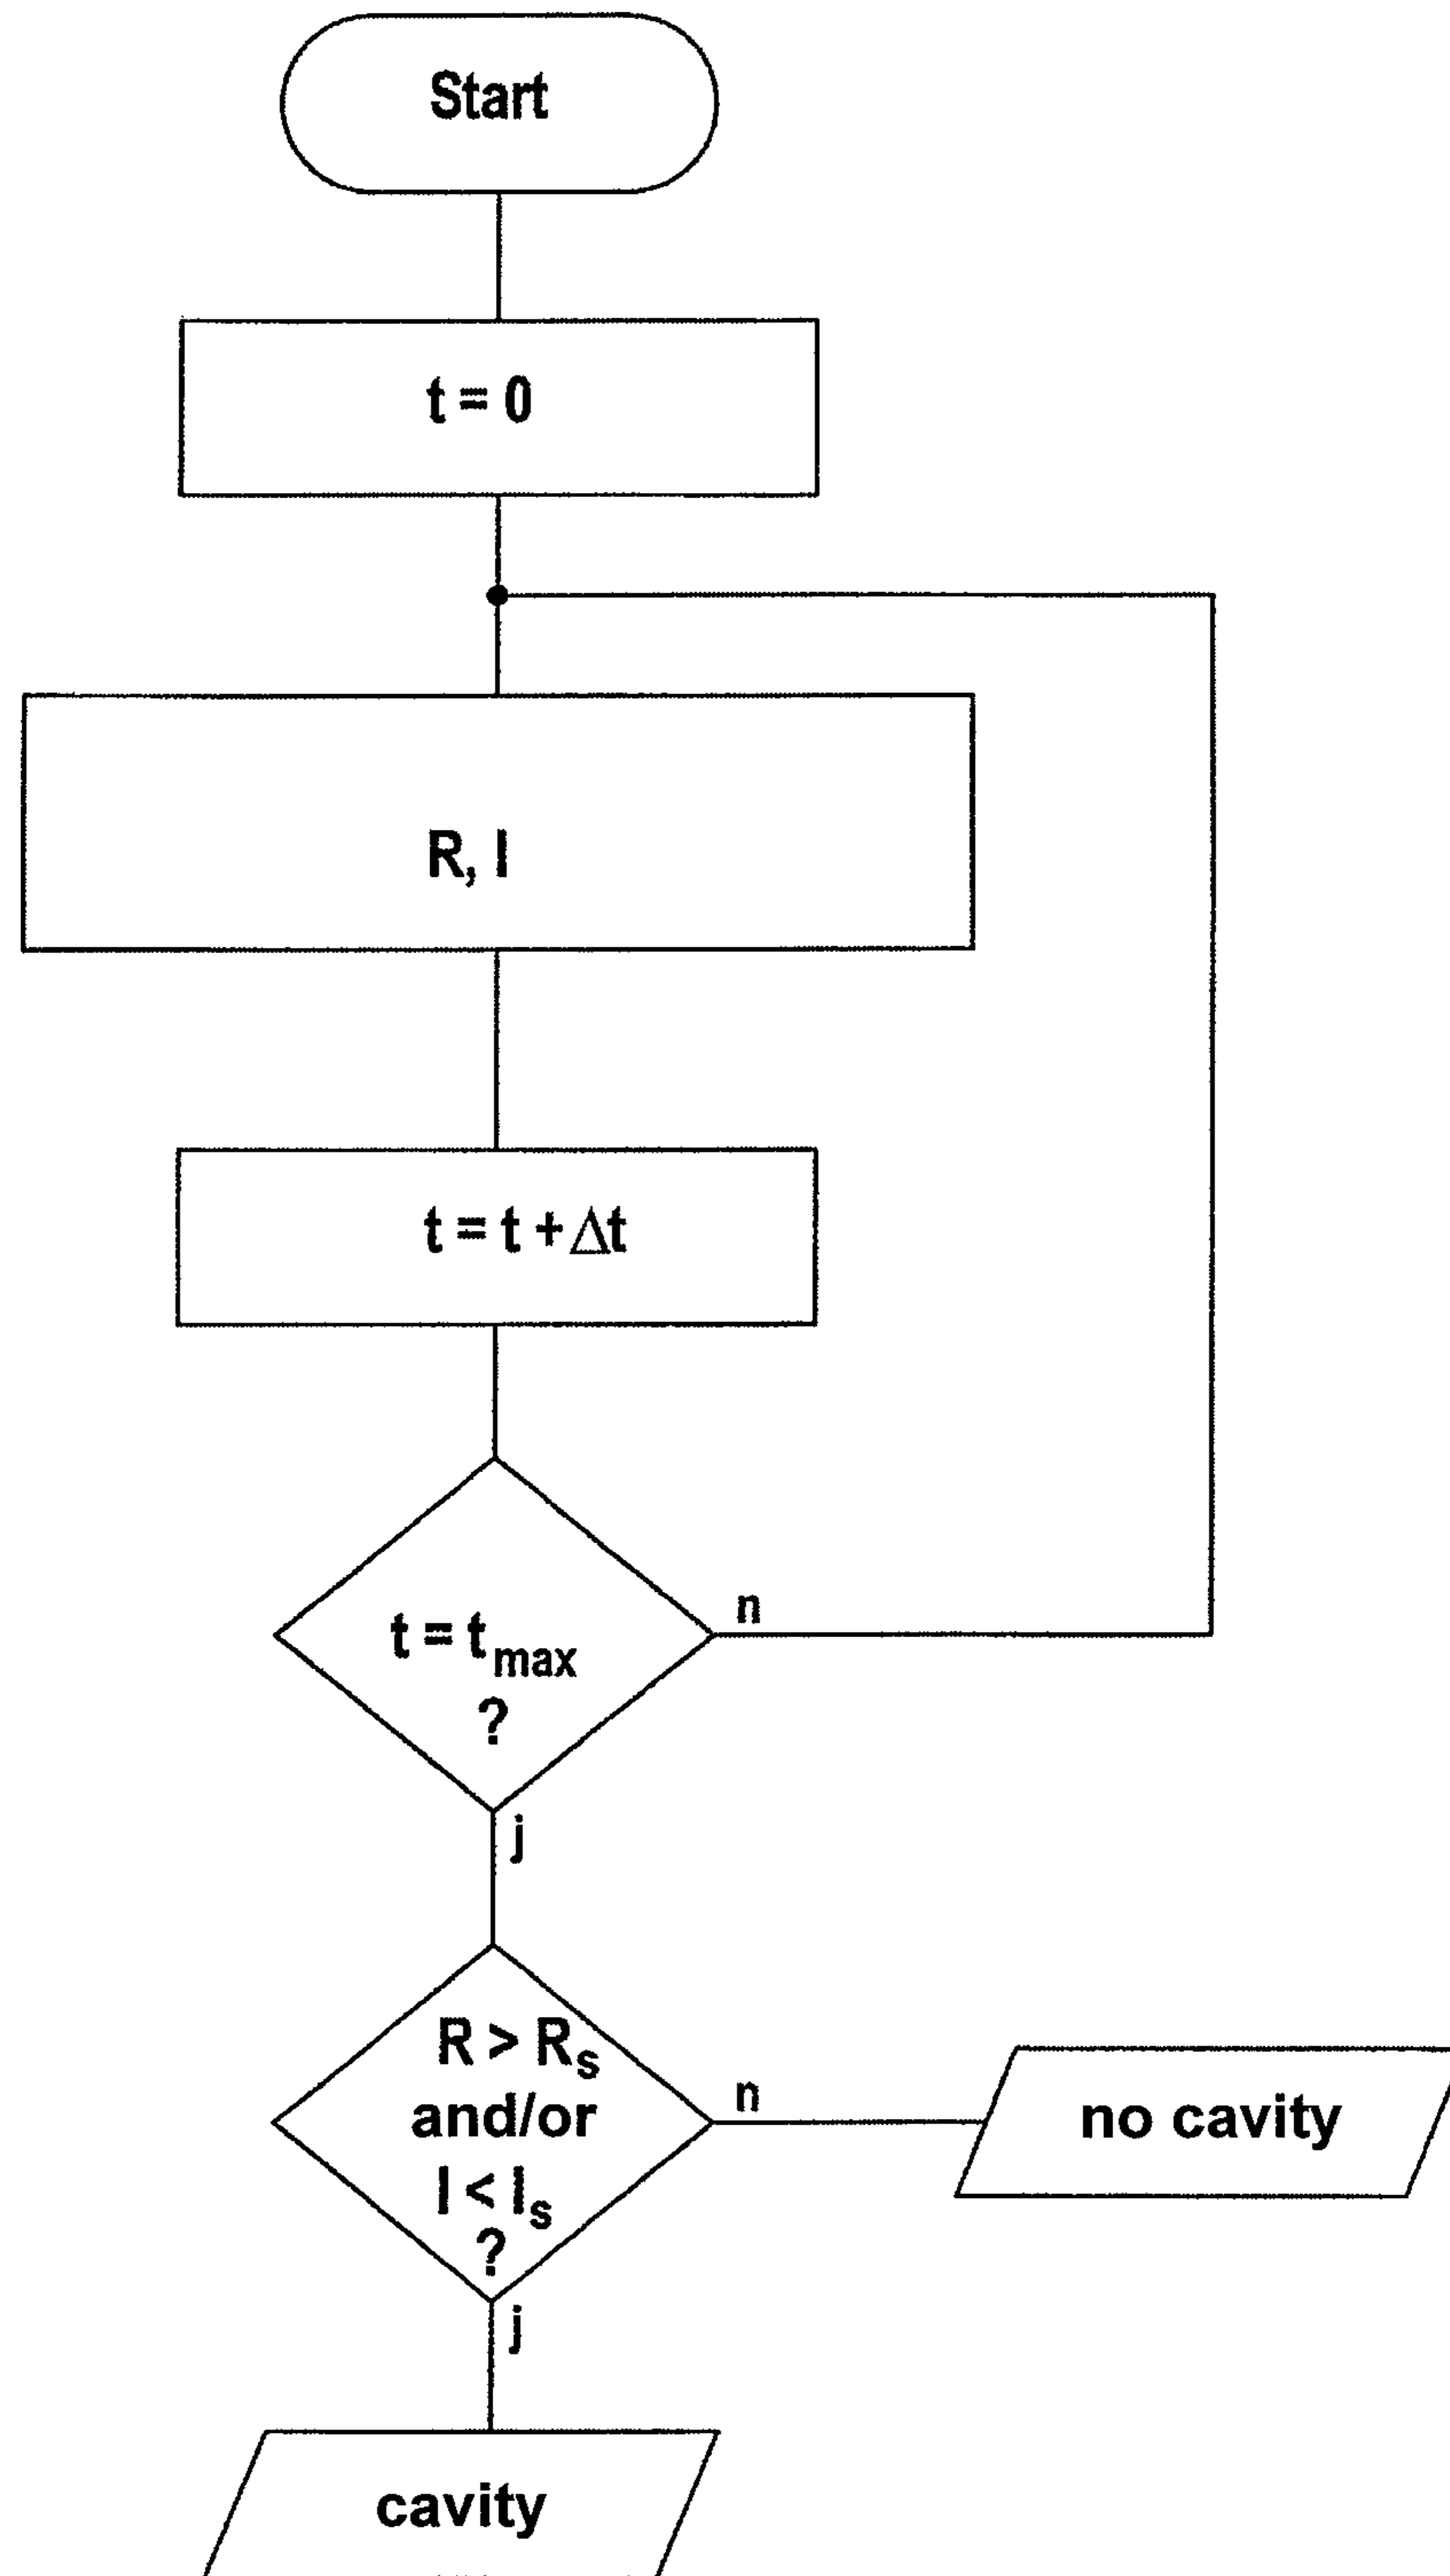 Start
t = 0
R, I
t = t + Δt
t = tmax
?
n
j
R > Rs
and/or
I < Is
?
n
no cavity
j
cavity